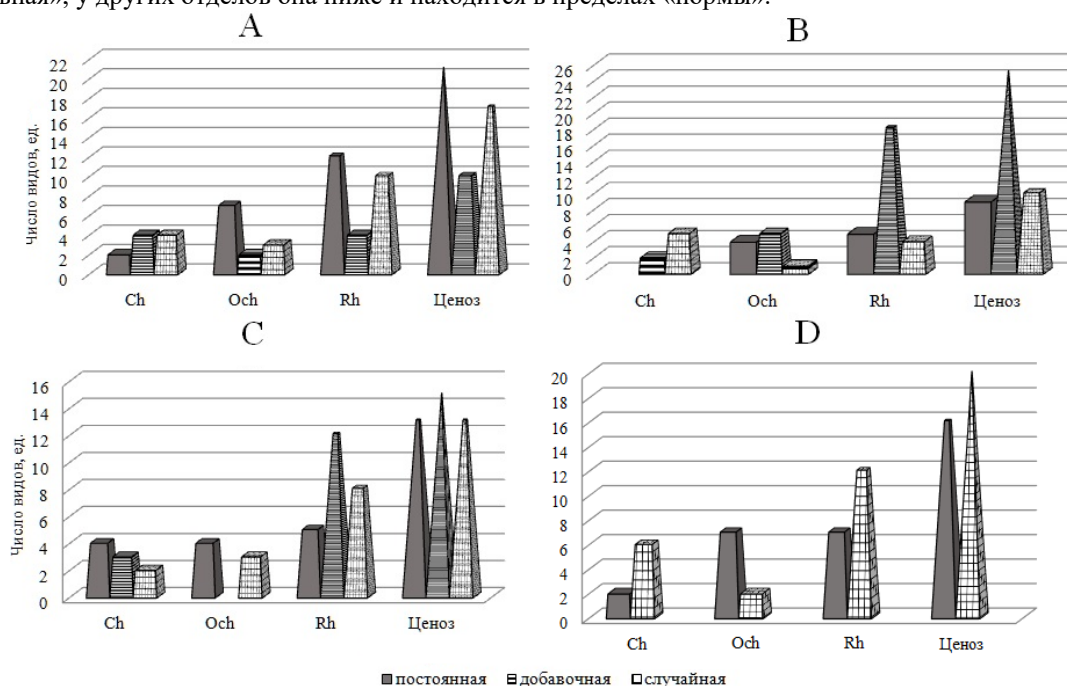 ьная», у других отделов она ниже и находится в пределах «нормы».
A
B
Число видов, ед.
22
20
18
16
14
12
10
8
6
4
2
0
Ch
Och
Rh
Ценоз
26
24
22
20
18
16
14
12
10
8
6
4
2
0
Ch
Och
Rh
Ценоз
C
D
Число видов, ед.
16
14
12
10
8
6
4
2
0
Ch
Och
Rh
Ценоз
20
18
16
14
12
10
8
6
4
2
0
Ch
Och
Rh
Ценоз
постоянная добавочная случайная